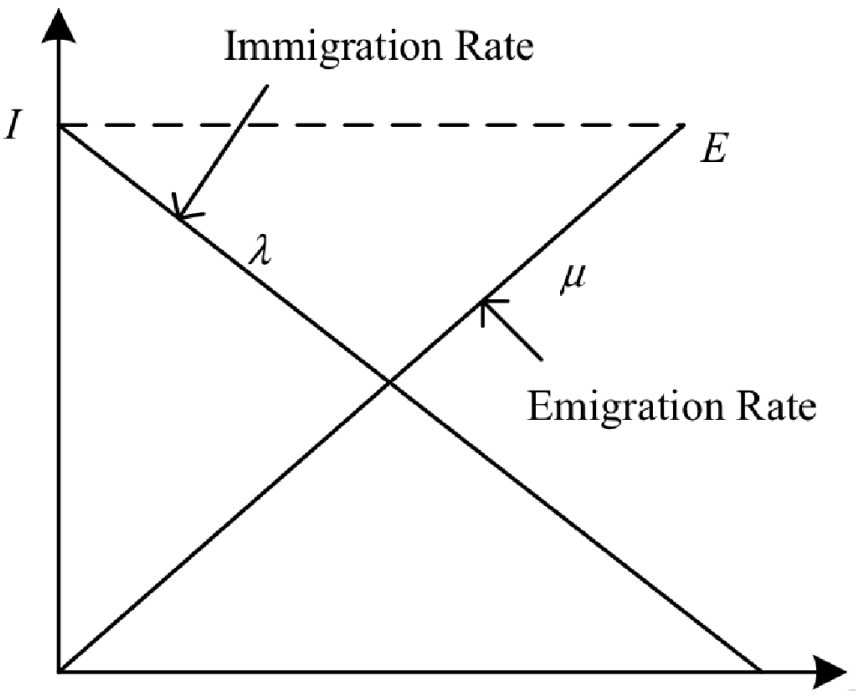 Immigration Rate
I
E
λ
μ
Emigration Rate